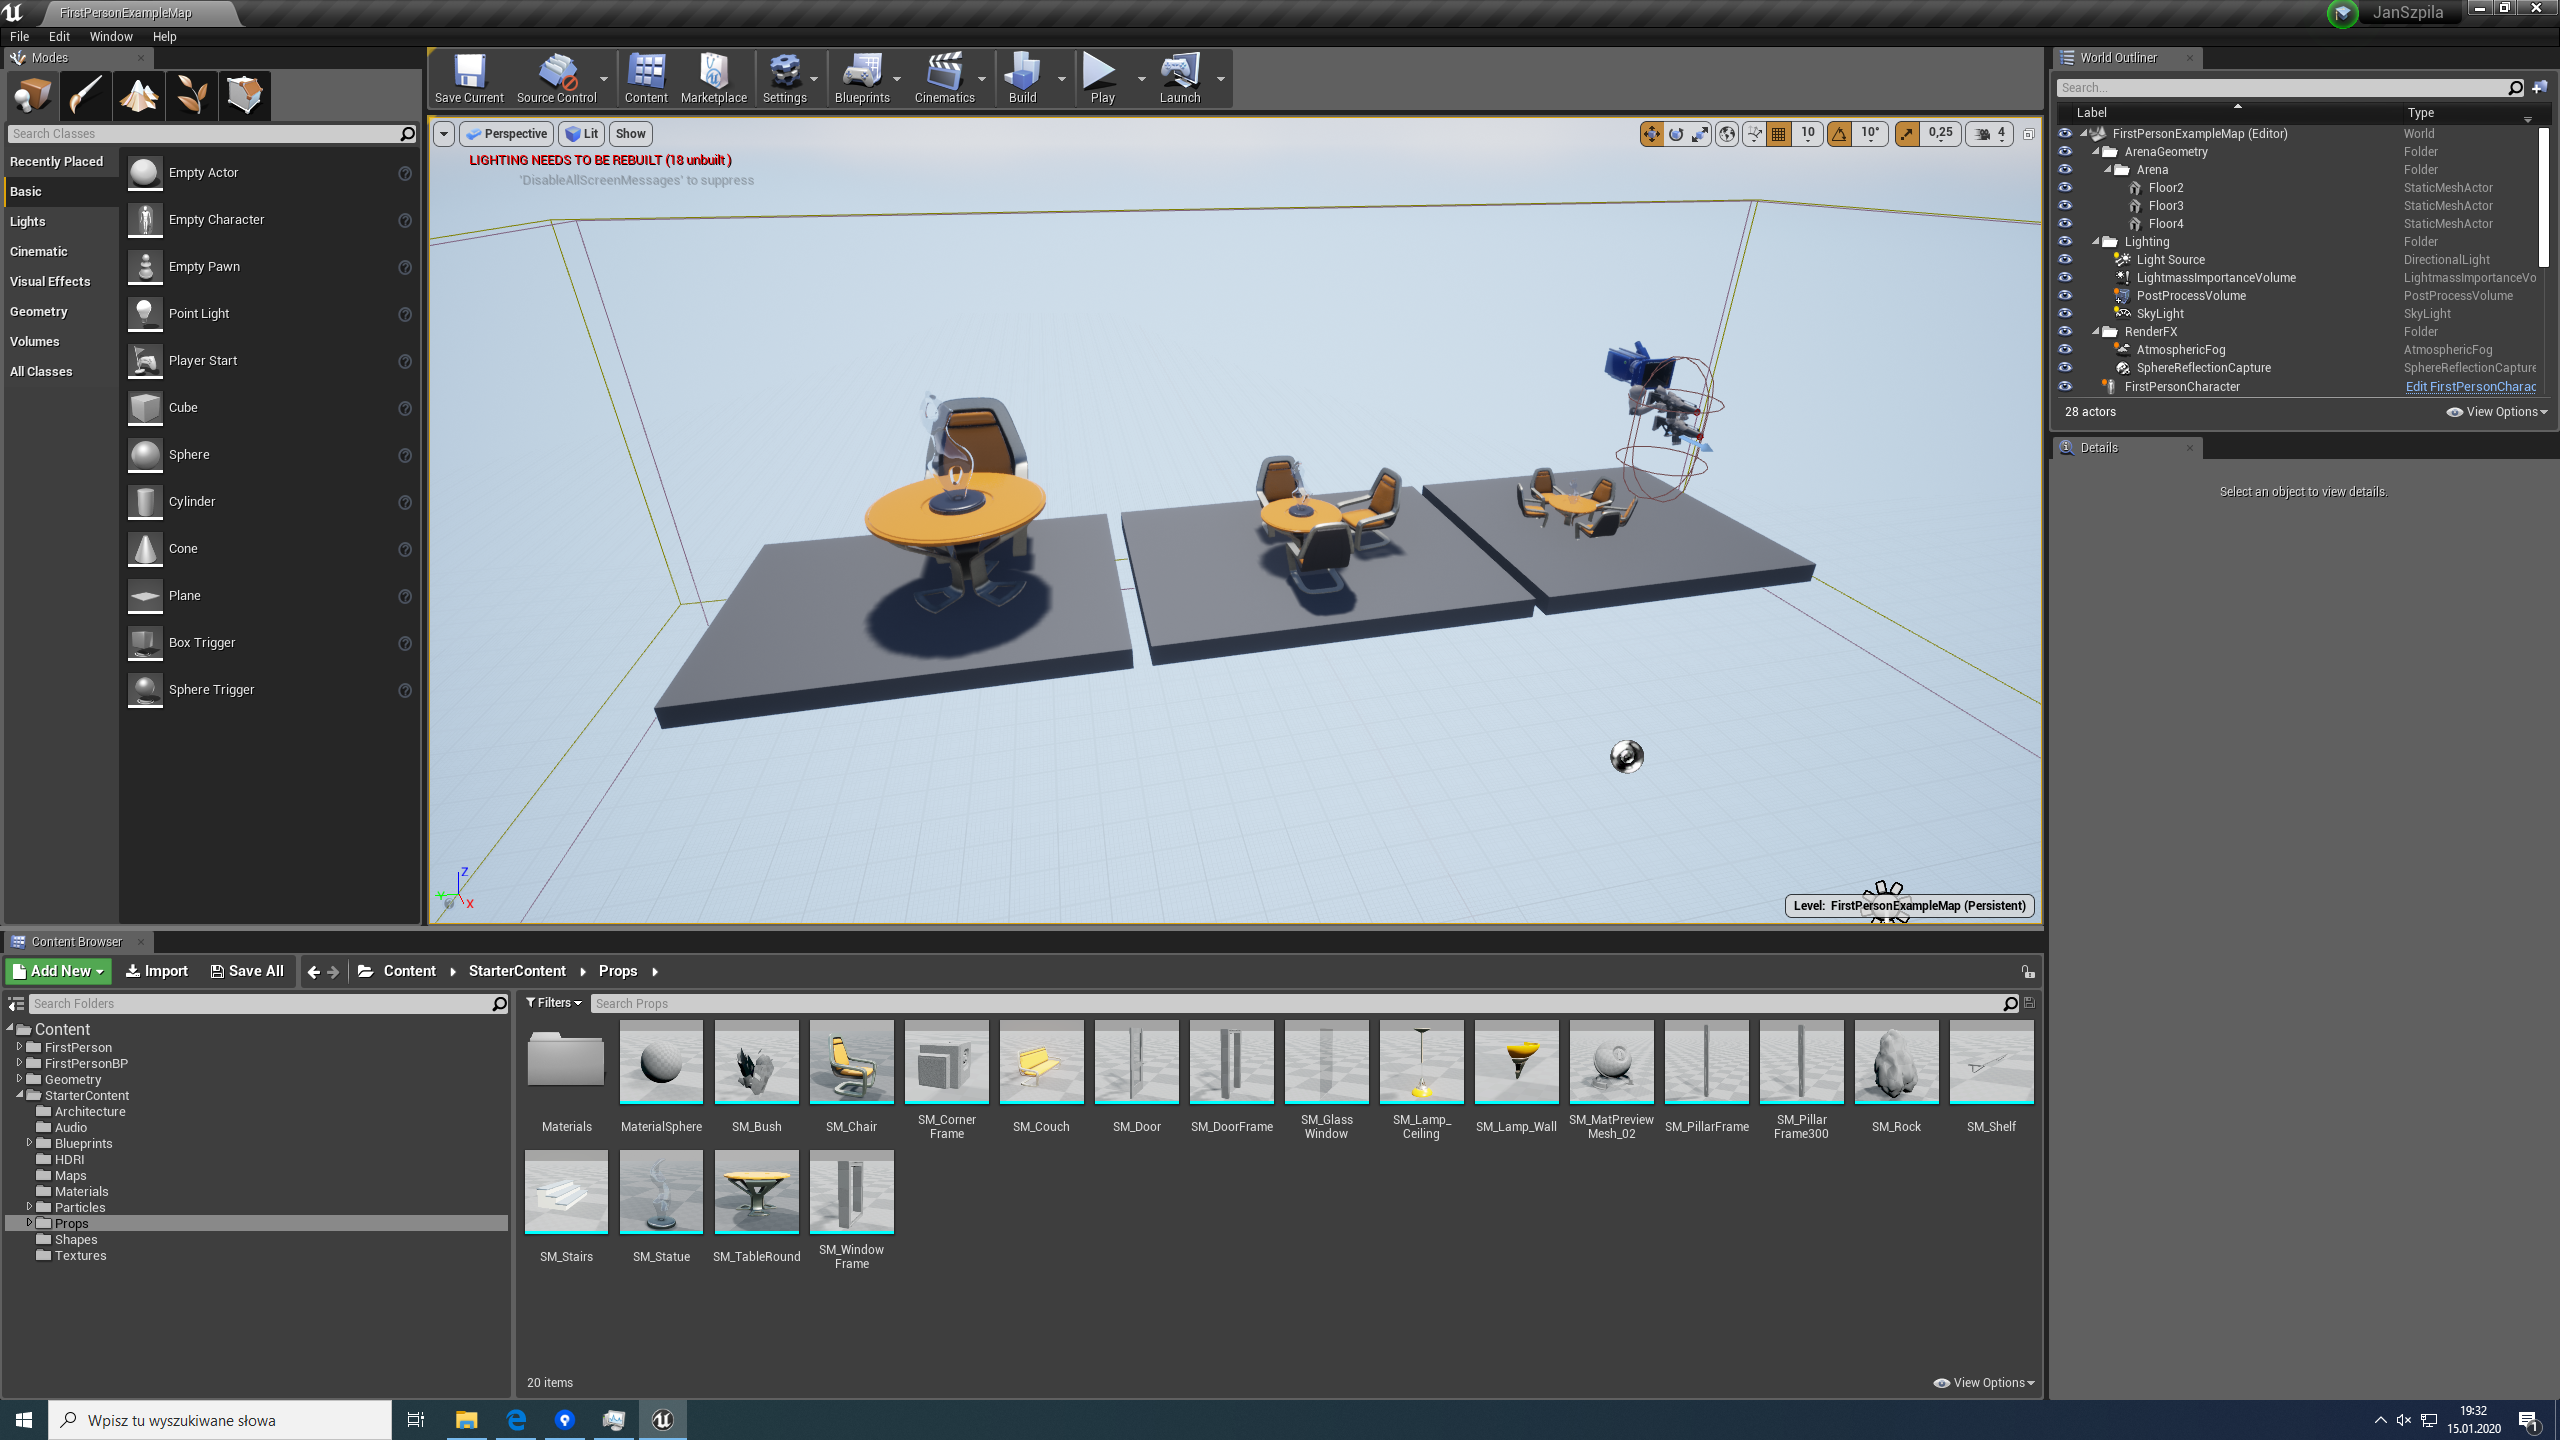 FirstPersonExampleMap
JanSzpila
File Edit Window Help
Modes
Search Classes
Recently Placed
Basic
Lights
Cinematic
Visual Effects
Geometry
Volumes
All Classes
Empty Actor
Empty Character
Empty Pawn
Point Light
Player Start
Cube
Sphere
Cylinder
Cone
Plane
Box Trigger
Sphere Trigger
Save Current Source Control Content Marketplace Settings Blueprints Cinematics Build Play Launch
Perspective Lit Show
10 10° 0,25 4
LIGHTING NEEDS TO BE REBUILT (18 unbuilt )
'DisableAllScreenMessages' to suppress
Z
Y
X
Level: FirstPersonExampleMap (Persistent)
World Outliner
Search...
Label Type
FirstPersonExampleMap (Editor) World
ArenaGeometry Folder
Arena Folder
Floor2 StaticMeshActor
Floor3 StaticMeshActor
Floor4 StaticMeshActor
Lighting Folder
Light Source DirectionalLight
LightmassImportanceVolume LightmassImportanceVo
PostProcessVolume PostProcessVolume
SkyLight SkyLight
RenderFX Folder
AtmosphericFog AtmosphericFog
SphereReflectionCapture SphereReflectionCapture
FirstPersonCharacter Edit FirstPersonCharac
28 actors View Options
Details
Select an object to view details.
Content Browser
Add New Import Save All Content StarterContent Props
Search Folders
Content
FirstPerson
FirstPersonBP
Geometry
StarterContent
Architecture
Audio
Blueprints
HDRI
Maps
Materials
Particles
Props
Shapes
Textures
Filters Search Props
Materials
MaterialSphere
SM_Bush
SM_Chair
SM_Corner
Frame
SM_Couch
SM_Door
SM_DoorFrame
SM_Glass
Window
SM_Lamp_
Ceiling
SM_Lamp_Wall
SM_MatPreview
Mesh_02
SM_PillarFrame
SM_Pillar
Frame300
SM_Rock
SM_Shelf
SM_Stairs
SM_Statue
SM_TableRound
SM_Window
Frame
20 items View Options
Wpisz tu wyszukiwane słowa
19:32
15.01.2020
1